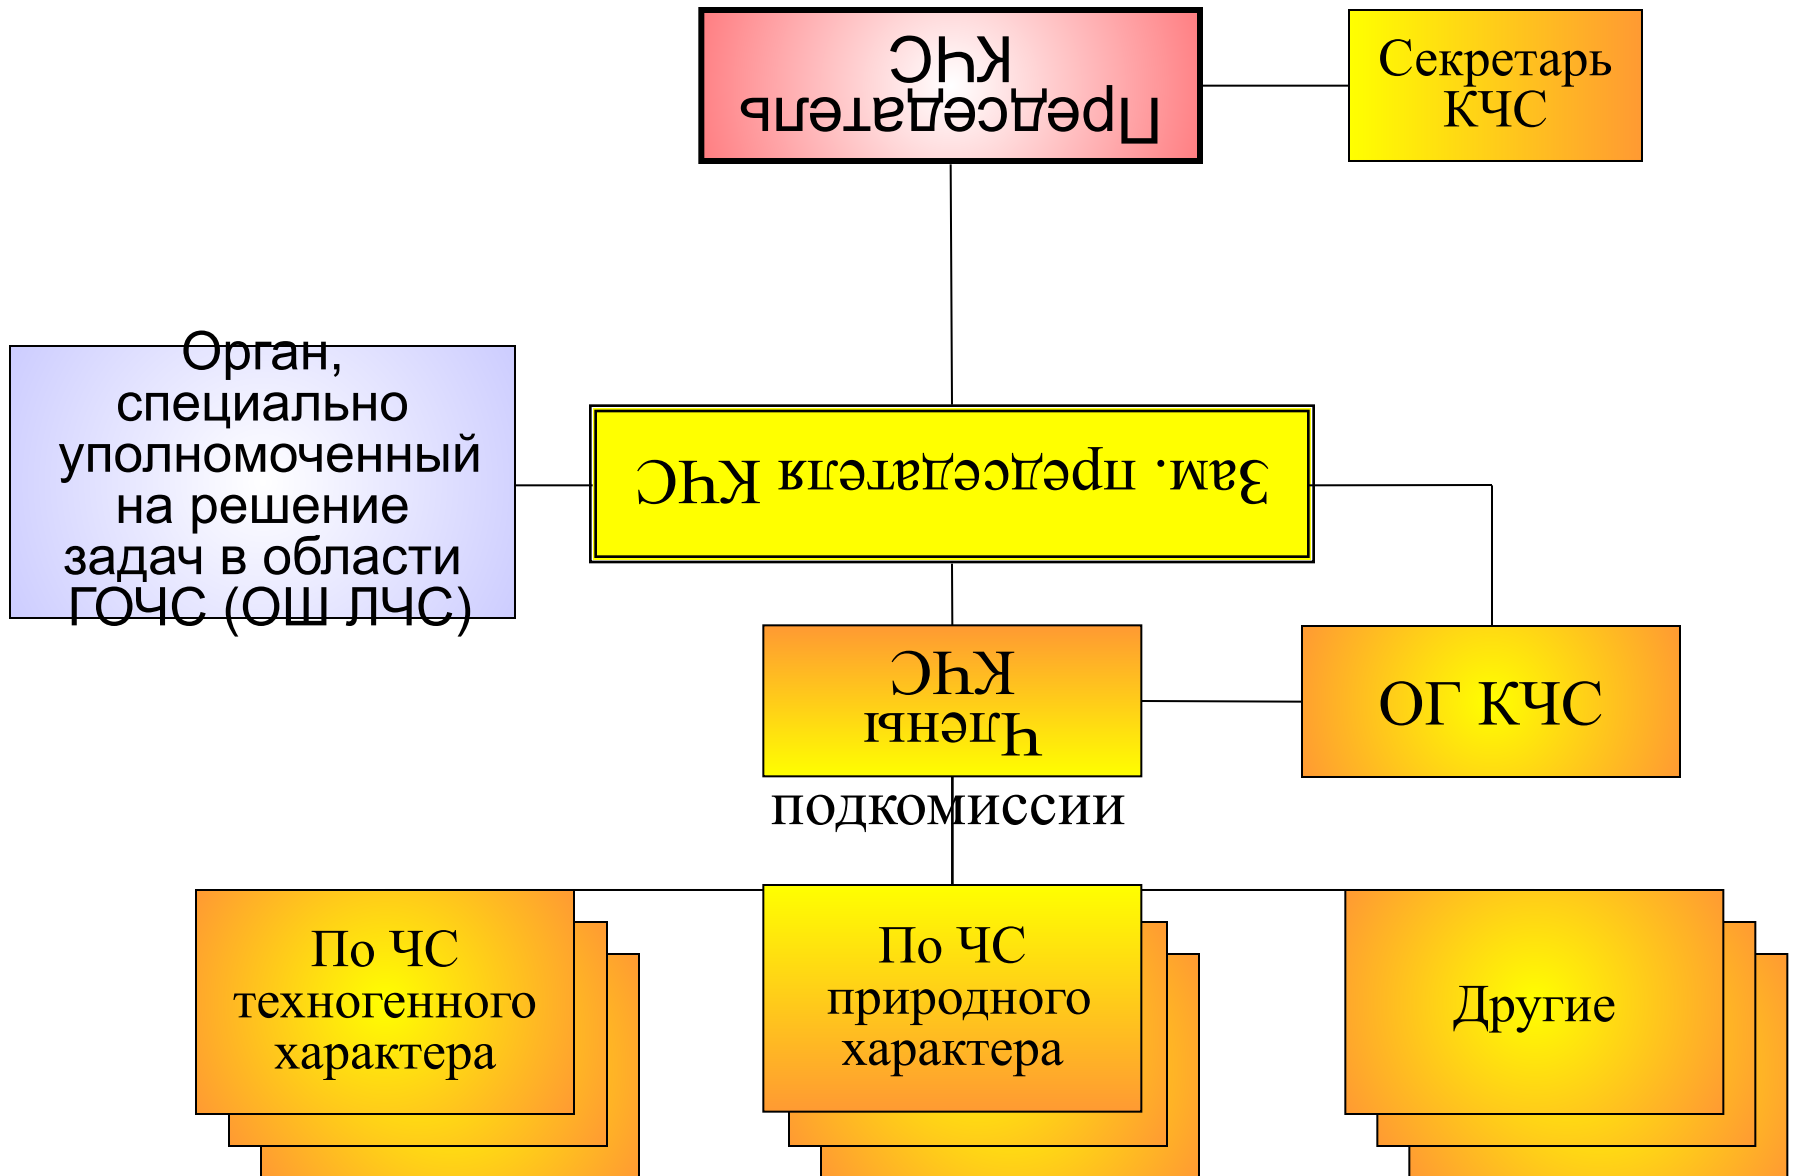 Председатель
КЧС
Секретарь
КЧС
Орган,
специально
уполномоченный
на решение
задач в области
ГОЧС (ОШ ЛЧС)
Зам. председателя КЧС
Члены
КЧС
ОГ КЧС
подкомиссии
По ЧС
техногенного
характера
По ЧС
природного
характера
Другие